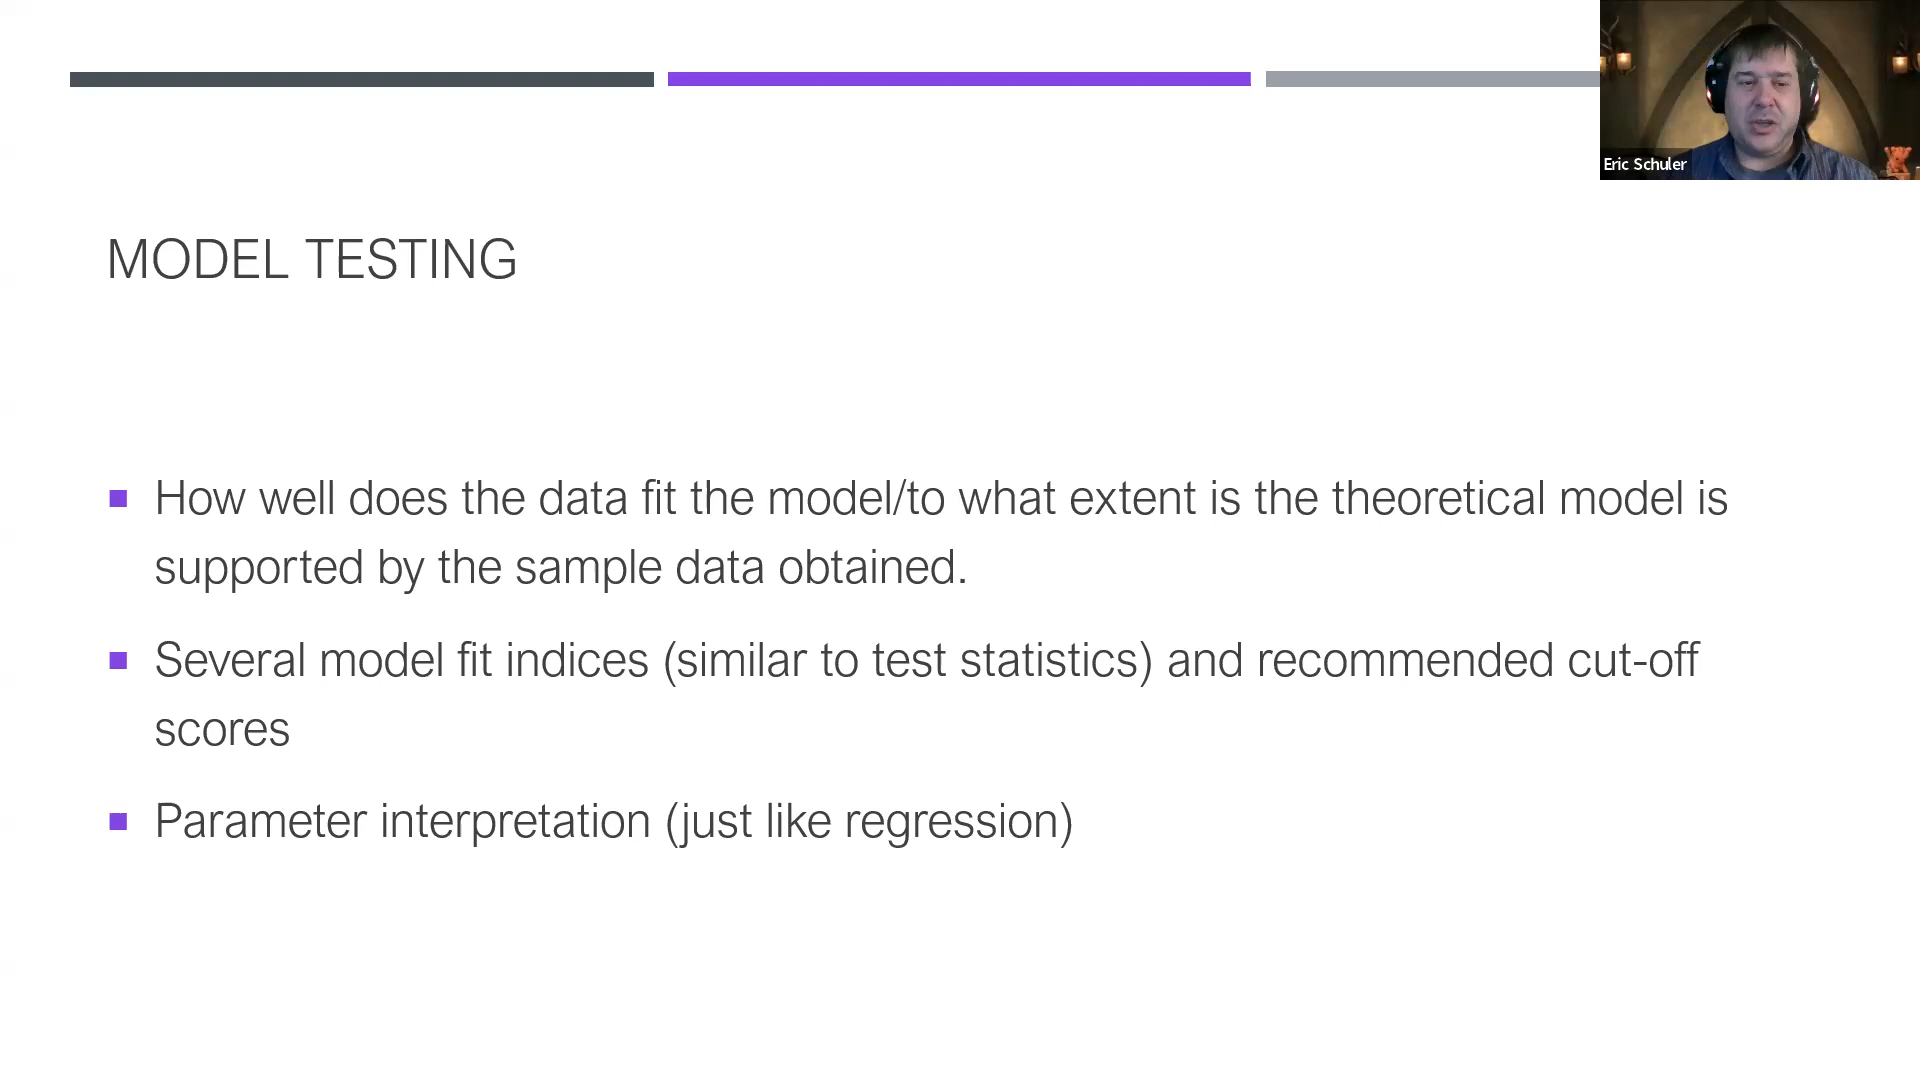 Eric Schuler
MODEL TESTING
How well does the data fit the model/to what extent is the theoretical model is
supported by the sample data obtained.
Several model fit indices (similar to test statistics) and recommended cut-off
scores
Parameter interpretation (just like regression)